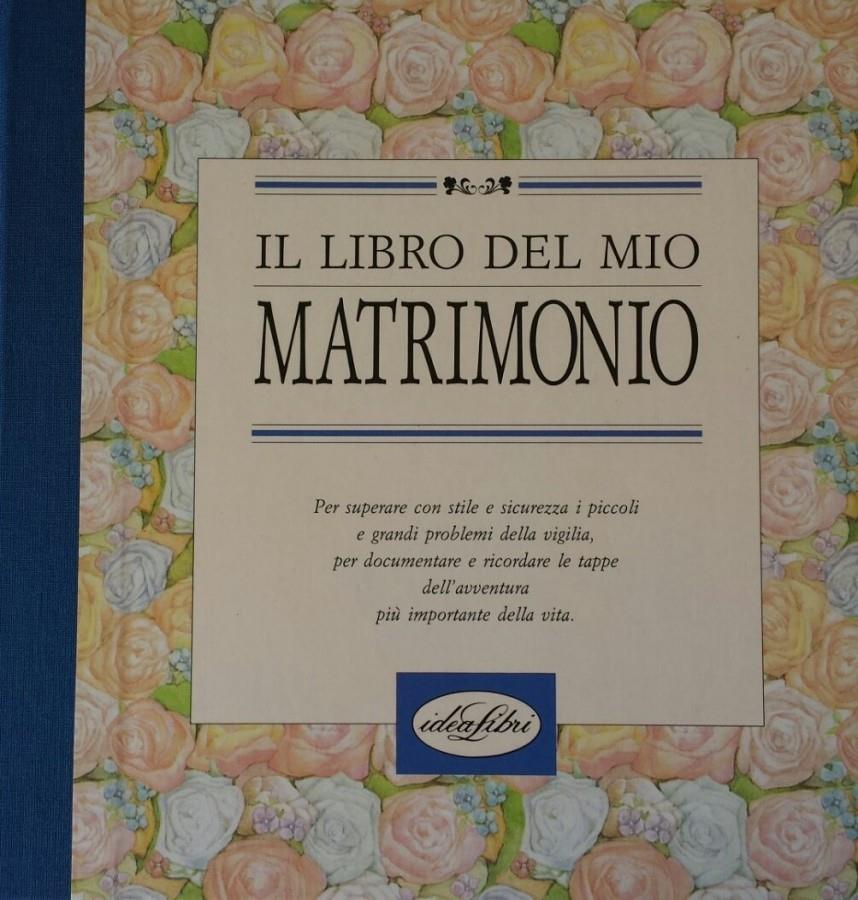 IL LIBRO DEL MIO
MATRIMONIO
Per superare con stile e sicurezza i piccoli
e grandi problemi della vigilia,
per documentare e ricordare le tappe
dell'avventura
più importante della vita.
ideaLibri